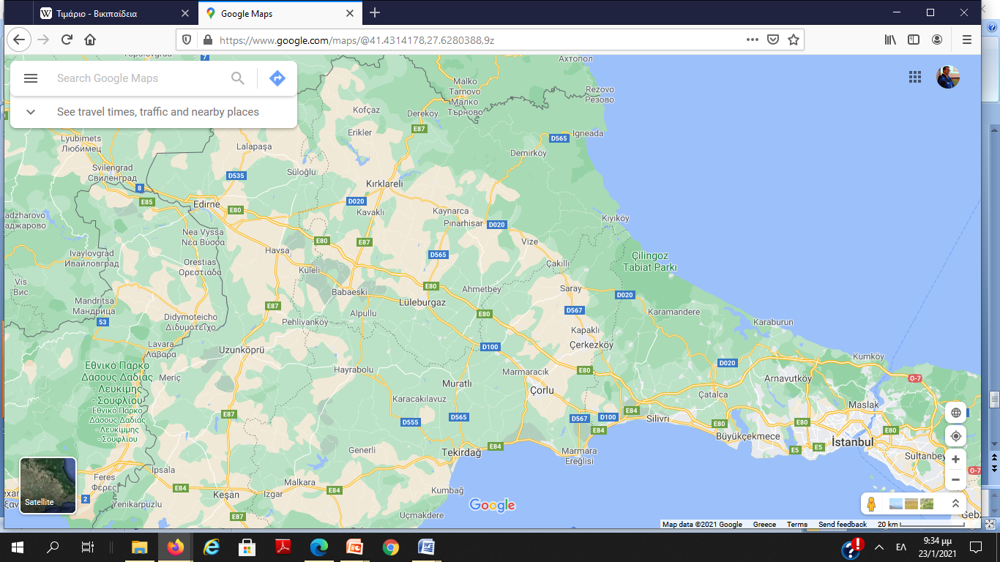 Τιμάριο - Βικιπαίδεια
Google Maps
https://www.google.com/maps/@41.4314178,27.6280388,9z
Search Google Maps
See travel times, traffic and nearby places
Topolovgrad
7
Ахтопол
Malko
Tarnovo
Малко
Търново
Rezovo
Резово
Kofçaz
Dereköy
E87
Erikler
D565
Igneada
Lyubimets
Любимец
Lalapaşa
Demirköy
Svilengrad
Свиленград
Süloğlu
D535
8
Kırklareli
E85
Edirne
E80
D020
Kavaklı
Kaynarca
Pınarhisar
D020
Kıyıköy
adzharovo
аджарово
Nea Vyssa
Νέα Βύσσα
E80
E87
Vize
Havsa
D565
Çilingoz
Tabiat Parkı
Ivaylovgrad
Ивайловград
Orestias
Ορεστιάδα
Kuleli
Çakıllı
Vis
Вис
Babaeski
E80
Ahmetbey
Saray
D020
Mandritsa
Мандрица
E87
Lüleburgaz
D567
53
Didymoteicho
Διδυμότειχο
Pehlivanköy
Alpullu
E80
Karamandere
Karaburun
Kapaklı
Lavara
Λάβαρα
Uzunköprü
D100
Çerkezköy
Kumköy
Εθνικό Πάρκο
Δάσους Δαδιάς
- Λευκίμης
- Σουφλίου
Εθνικό Πάρκο
Δάσους Δαδιάς
- Λευκίμης
- Σουφλίου
Meriç
Hayrabolu
Marmaracık
E80
D020
Arnavutköy
O-7
Muratlı
Çorlu
Çatalca
Maslak
Karacakılavuz
E87
D555
D565
D567
D100
E84
Silivri
E84
E80
E80
E80
Büyükçekmece
İstanbul
E5
E5
Generli
Tekirdağ
E84
Marmara
Ereğlisi
Sultanbey
O-7
Feres
Φέρες
İpsala
E84
Malkara
E84
Kumbağ
Keşan
İzgar
2
Yenikarpuzlu
E87
Uçmakdere
Gebz
Satellite
Google
Map data ©2021 Google Greece Terms Send feedback 20 km
ΕΛ
9:34 μμ
23/1/2021